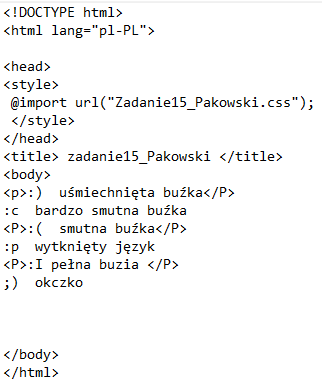 <!DOCTYPE html>
<html lang="pl-PL">
<head>
<style>
@import url("Zadanie15_Pakowski.css");
</style>
</head>
<title> zadanie15_Pakowski </title>
<body>
<p>:)  uśmiechnięta buźka</P>
:c  bardzo smutna buźka
<P>:(  smutna buźka</P>
:p  wytknięty język
<P>:I pełna buzia </P>
;)  okczko
</body>
</html>